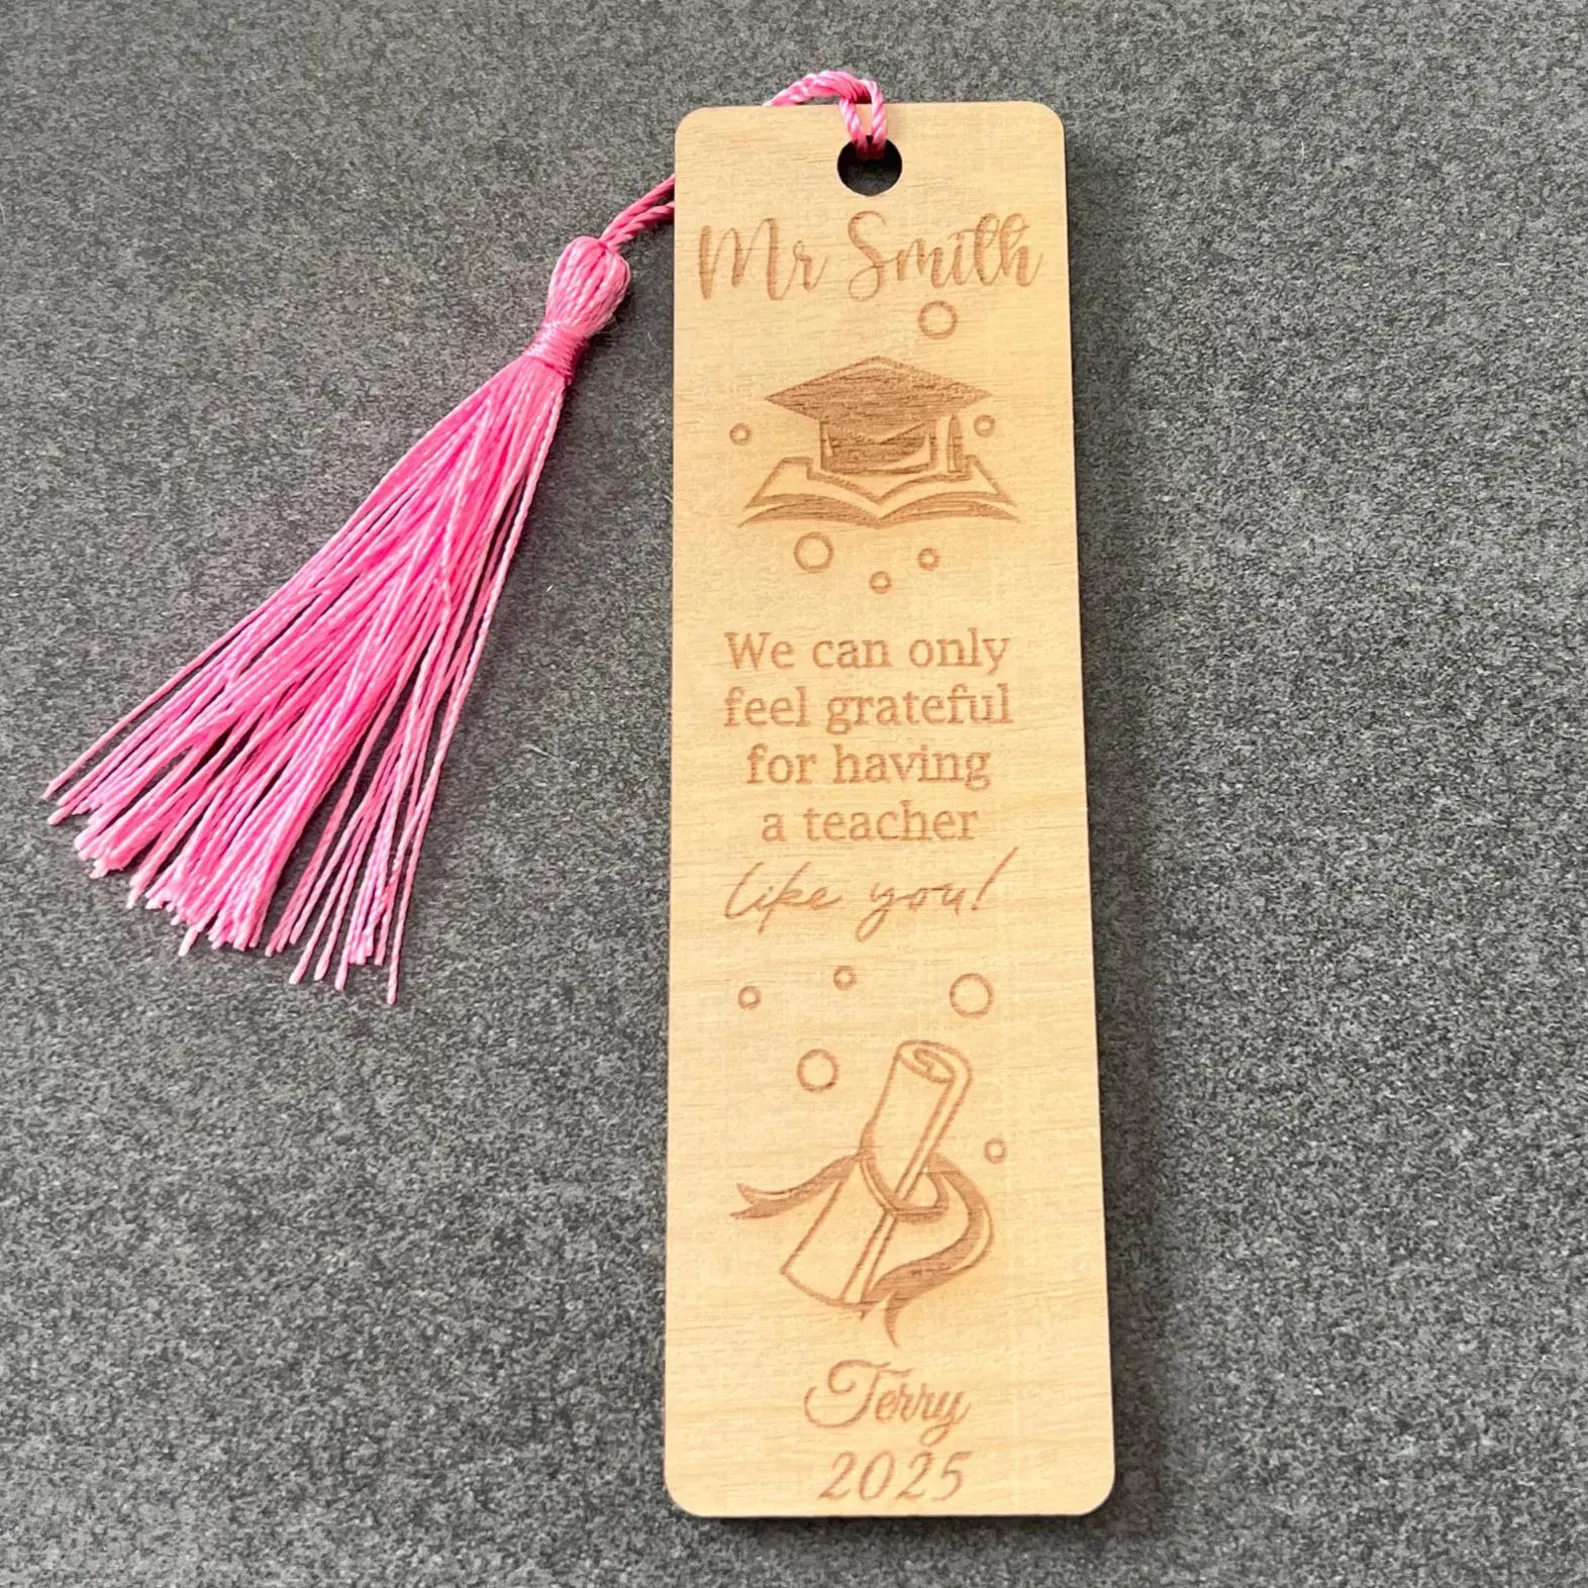 Mr Smith
We can only
feel grateful
for having
a teacher
like you!
Terry
2025